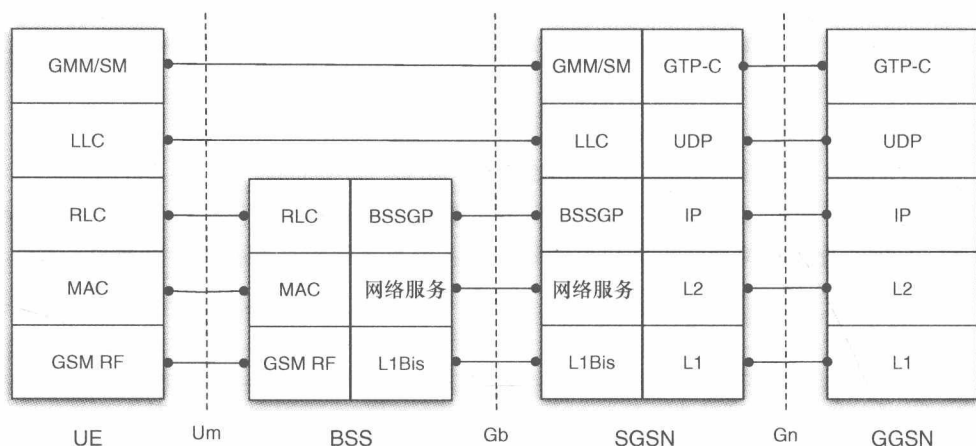 GMM/SM GMM/SM GTP-C GTP-C
LLC LLC UDP UDP
RLC RLC BSSGP BSSGP IP IP
MAC MAC 网络服务 网络服务 L2 L2
GSM RF GSM RF L1Bis L1Bis L1 L1
UE Um BSS Gb SGSN Gn GGSN